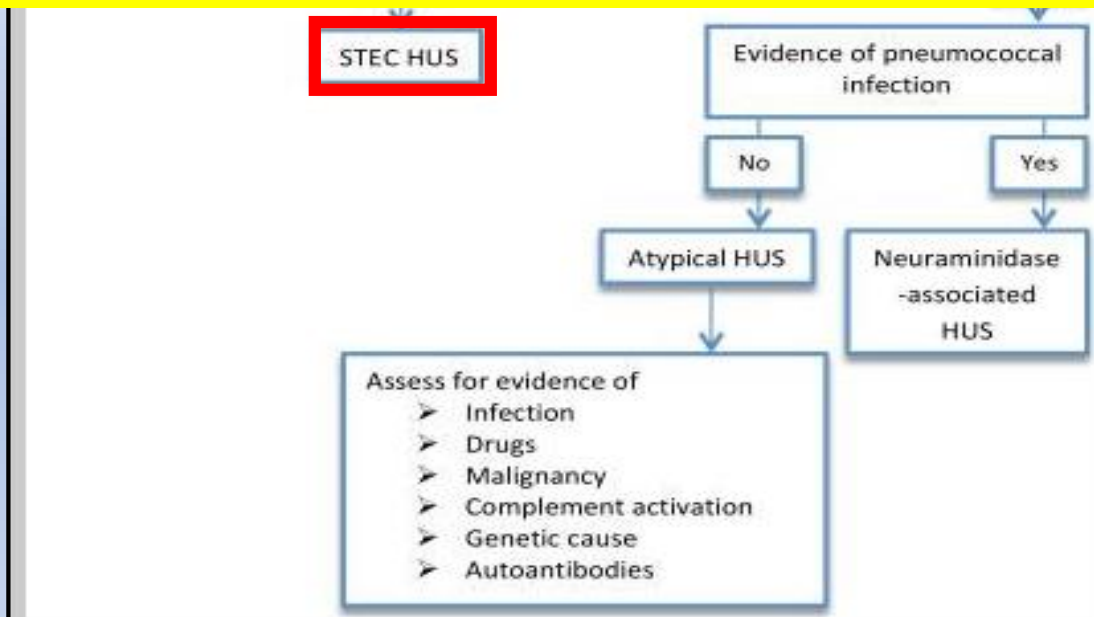 STEC HUS
Evidence of pneumococcal
infection
No
Yes
Atypical HUS
Neuraminidase
-associated
HUS
Assess for evidence of
➢ Infection
➢ Drugs
➢ Malignancy
➢ Complement activation
➢ Genetic cause
➢ Autoantibodies